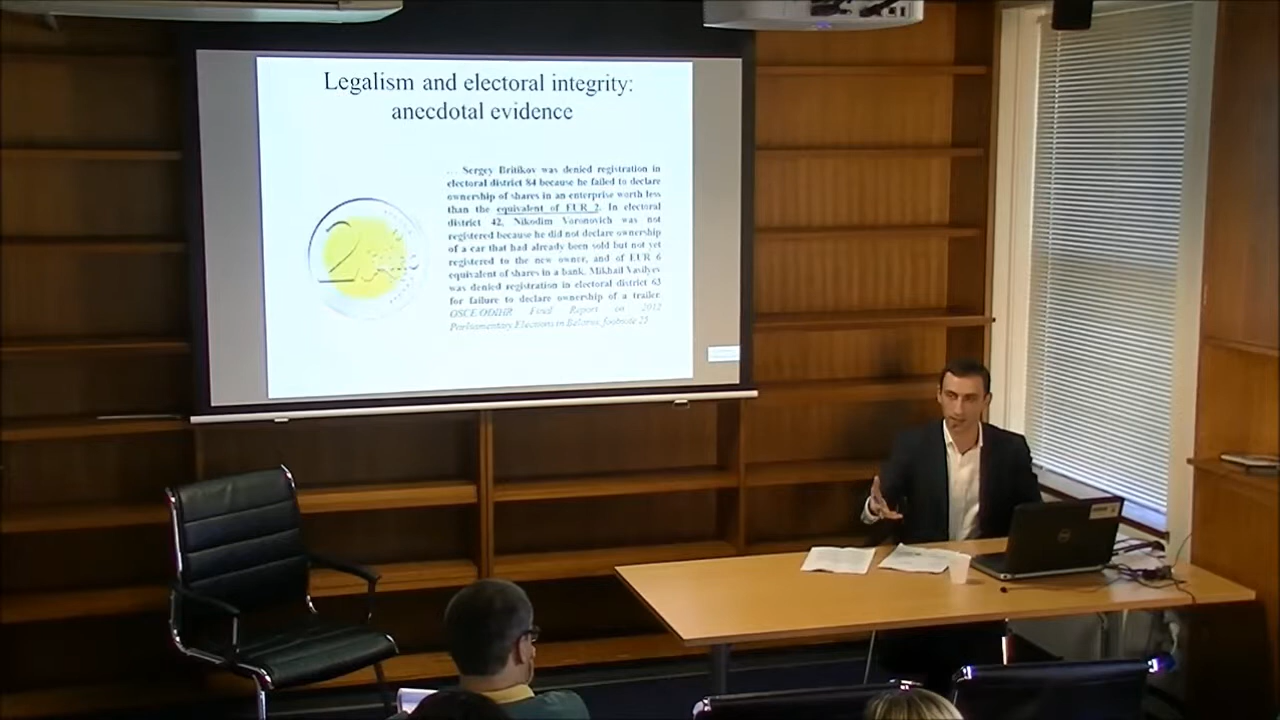 Legalism and electoral integrity:
anecdotal evidence
... Sergey Britikov was denied registration in
electoral district 84 because he failed to declare
ownership of shares in an enterprise worth less
than the equivalent of EUR 2. In electoral
district 42, Nikodim Voronovich was not
registered because he did not declare ownership
of a car that had already been sold but not yet
registered to the new owner, and of EUR 6
equivalent of shares in a bank. Mikhail Vasilyev
was denied registration in electoral district 63
for failure to declare ownership of a trailer.
OSCE/ODIHR Final Report on 2012
Parliamentary Elections in Belarus, footnote 25
2
DELL